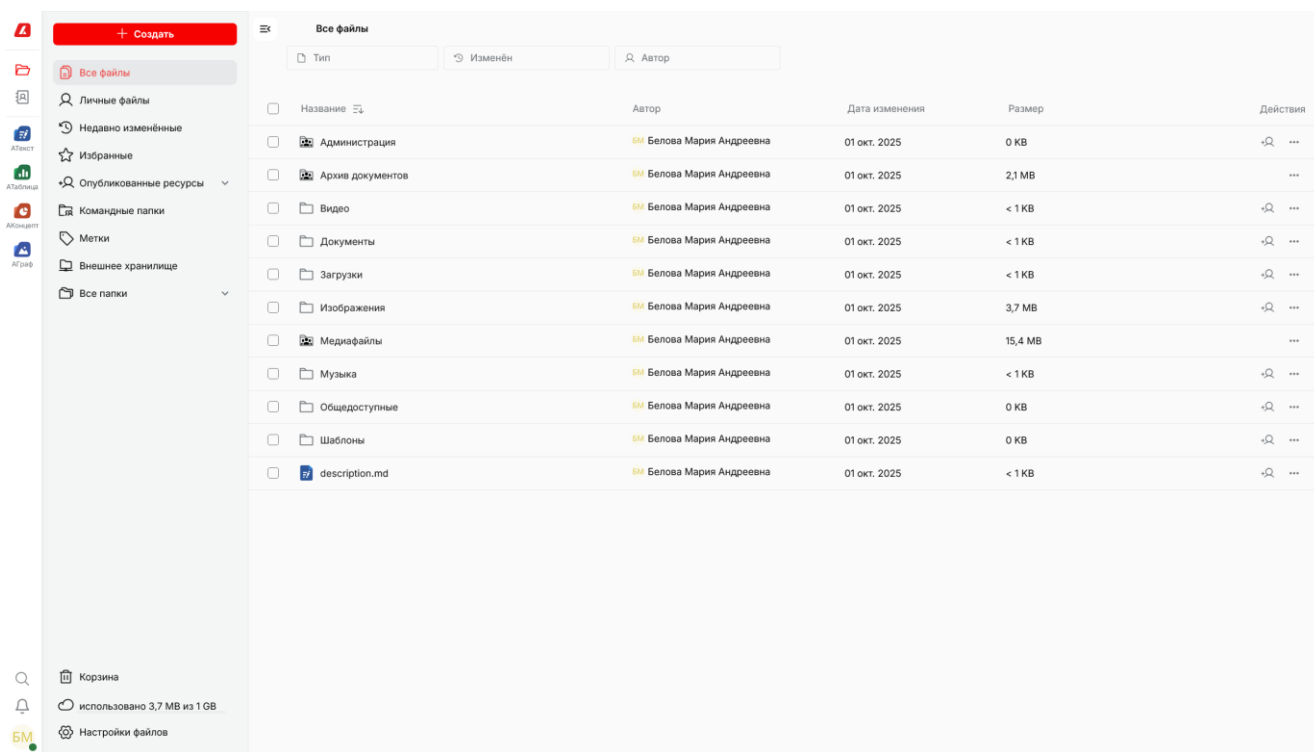 Создать
Все файлы
Личные файлы
Недавно изменённые
Избранные
Опубликованные ресурсы
Командные папки
Метки
Внешнее хранилище
Все папки
АТекст
АТаблица
АКонцепт
АГраф
Все файлы
Тип Изменён Автор
Название Автор Дата изменения Размер Действия
Администрация БМ Белова Мария Андреевна 01 окт. 2025 0 KB
Архив документов БМ Белова Мария Андреевна 01 окт. 2025 2,1 MB
Видео БМ Белова Мария Андреевна 01 окт. 2025 < 1 KB
Документы БМ Белова Мария Андреевна 01 окт. 2025 < 1 KB
Загрузки БМ Белова Мария Андреевна 01 окт. 2025 < 1 KB
Изображения БМ Белова Мария Андреевна 01 окт. 2025 3,7 MB
Медиафайлы БМ Белова Мария Андреевна 01 окт. 2025 15,4 MB
Музыка БМ Белова Мария Андреевна 01 окт. 2025 < 1 KB
Общедоступные БМ Белова Мария Андреевна 01 окт. 2025 0 KB
Шаблоны БМ Белова Мария Андреевна 01 окт. 2025 0 KB
description.md БМ Белова Мария Андреевна 01 окт. 2025 < 1 KB
Корзина
использовано 3,7 MB из 1 GB
Настройки файлов
БМ